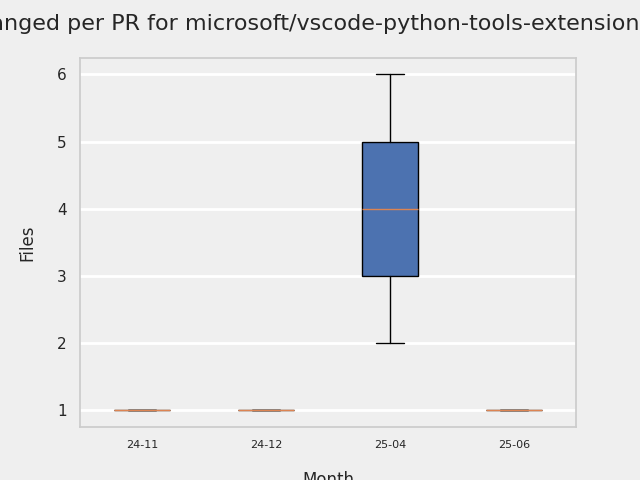 anged per PR for microsoft/vscode-python-tools-extension
6
5
4
3
2
1
Files
24-11 24-12 25-04 25-06
Month